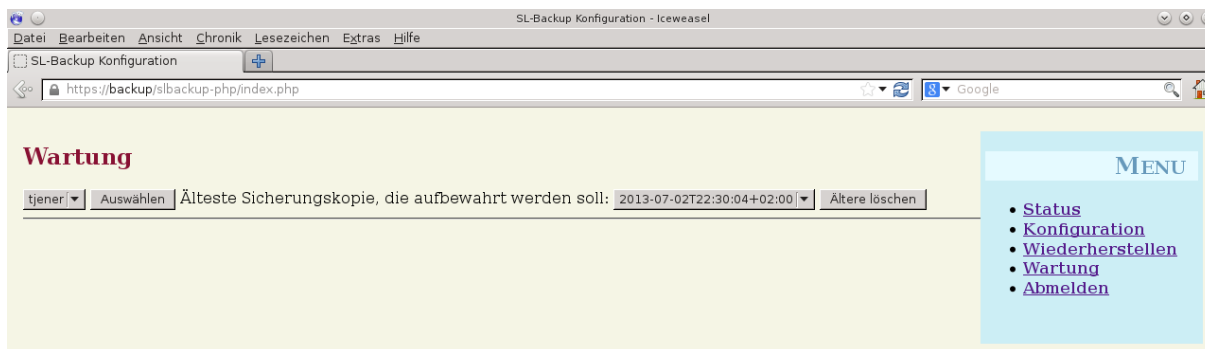 SL-Backup Konfiguration - Iceweasel
Datei Bearbeiten Ansicht Chronik Lesezeichen Extras Hilfe
SL-Backup Konfiguration
https://backup/slbackup-php/index.php
8 Google
Wartung
tjener Auswählen Älteste Sicherungskopie, die aufbewahrt werden soll: 2013-07-02T22:30:04+02:00 Ältere löschen
MENU
• Status
• Konfiguration
• Wiederherstellen
• Wartung
• Abmelden